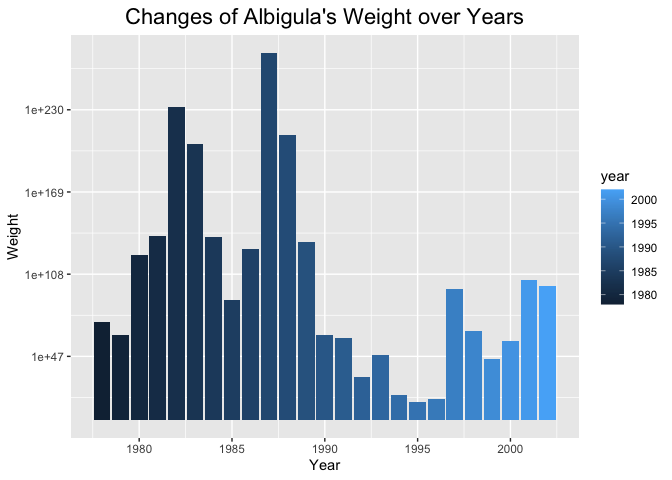 Changes of Albigula's Weight over Years
1e+230
1e+169
1e+108
1e+47
Weight
1980
1985
1990
1995
2000
Year
year
2000
1995
1990
1985
1980